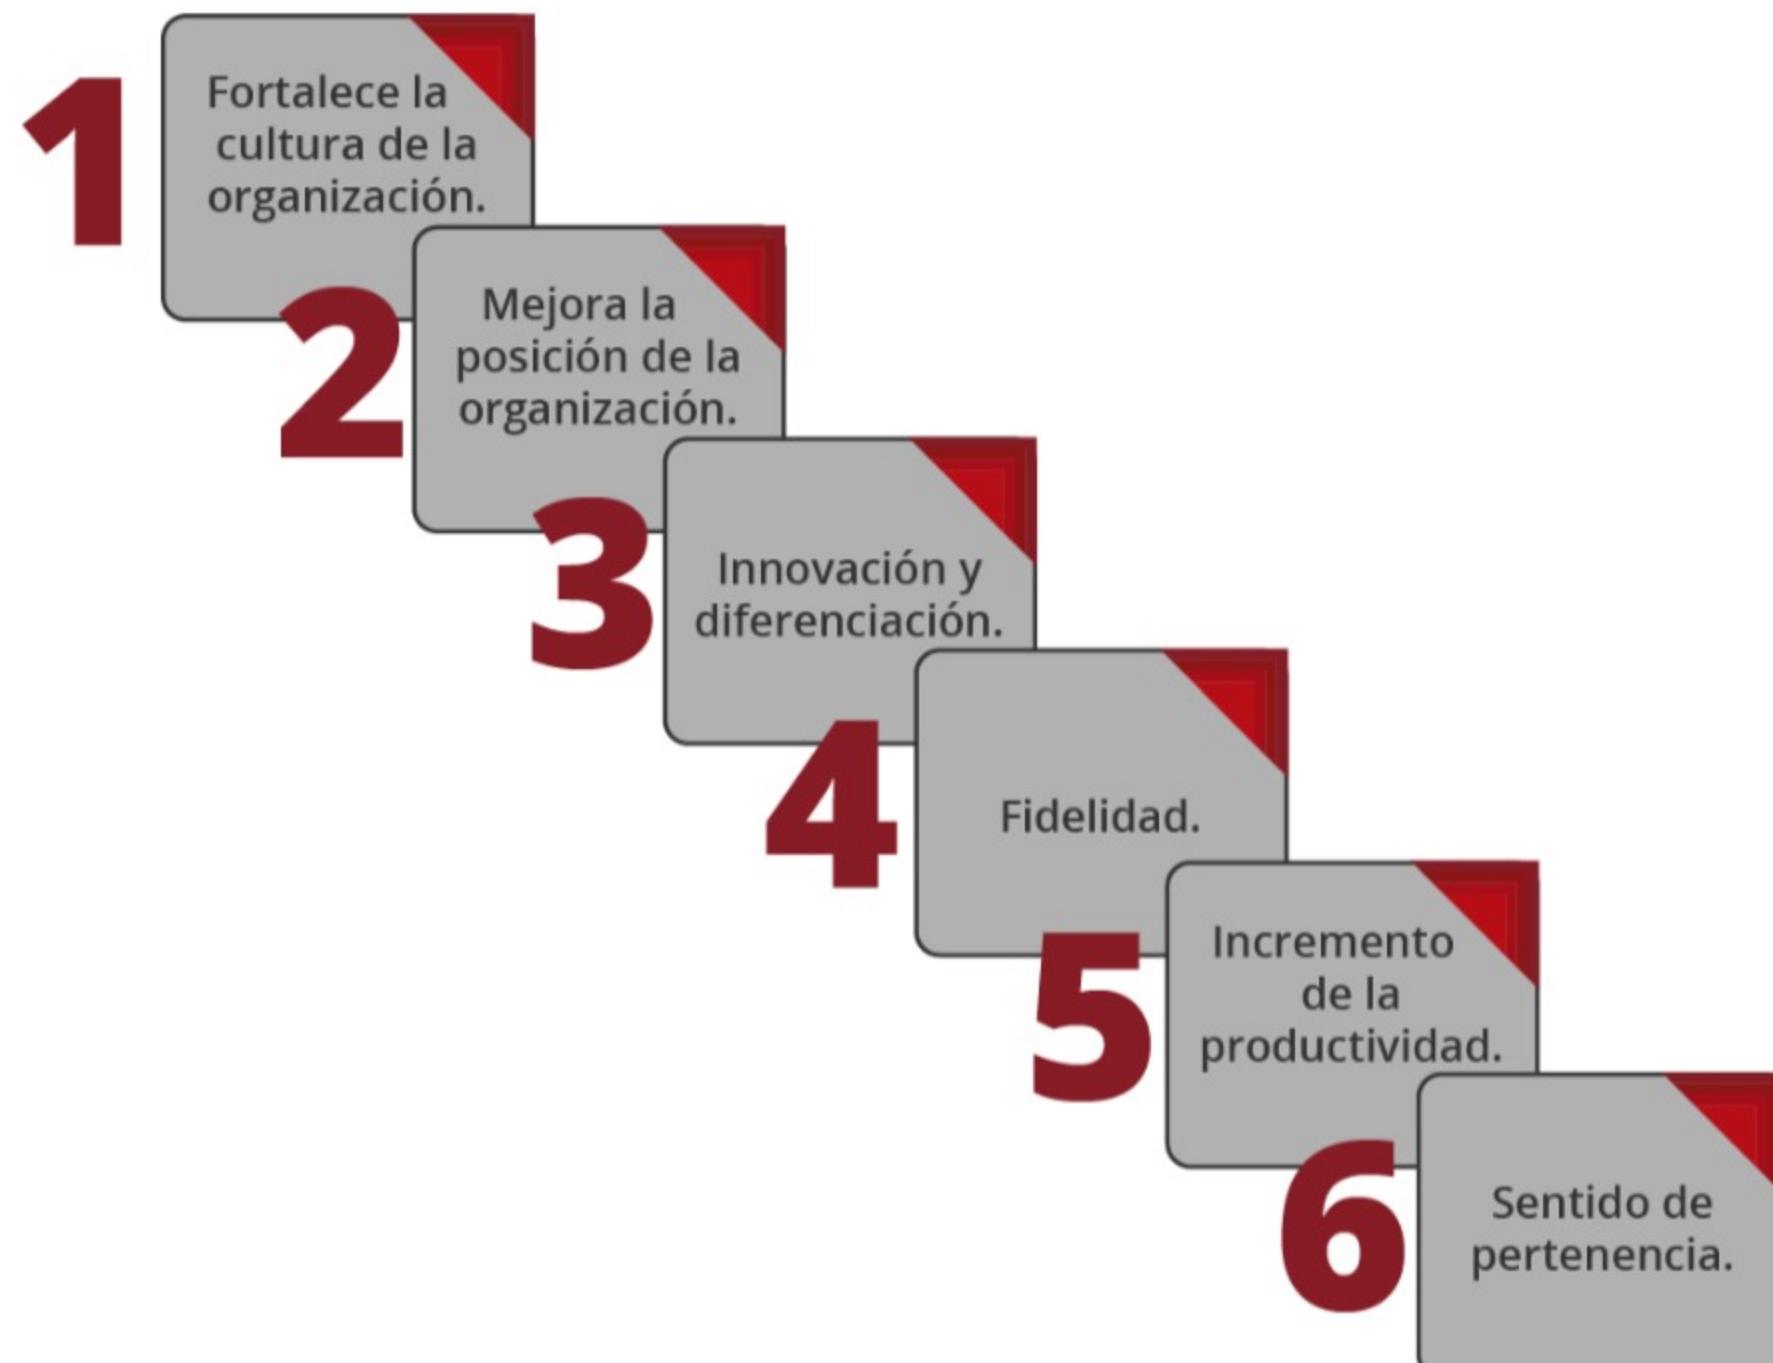 1
Fortalece la
cultura de la
organización.
2
Mejora la
posición de la
organización.
3
Innovación y
diferenciación.
4
Fidelidad.
5
Incremento
de la
productividad.
6
Sentido de
pertenencia.